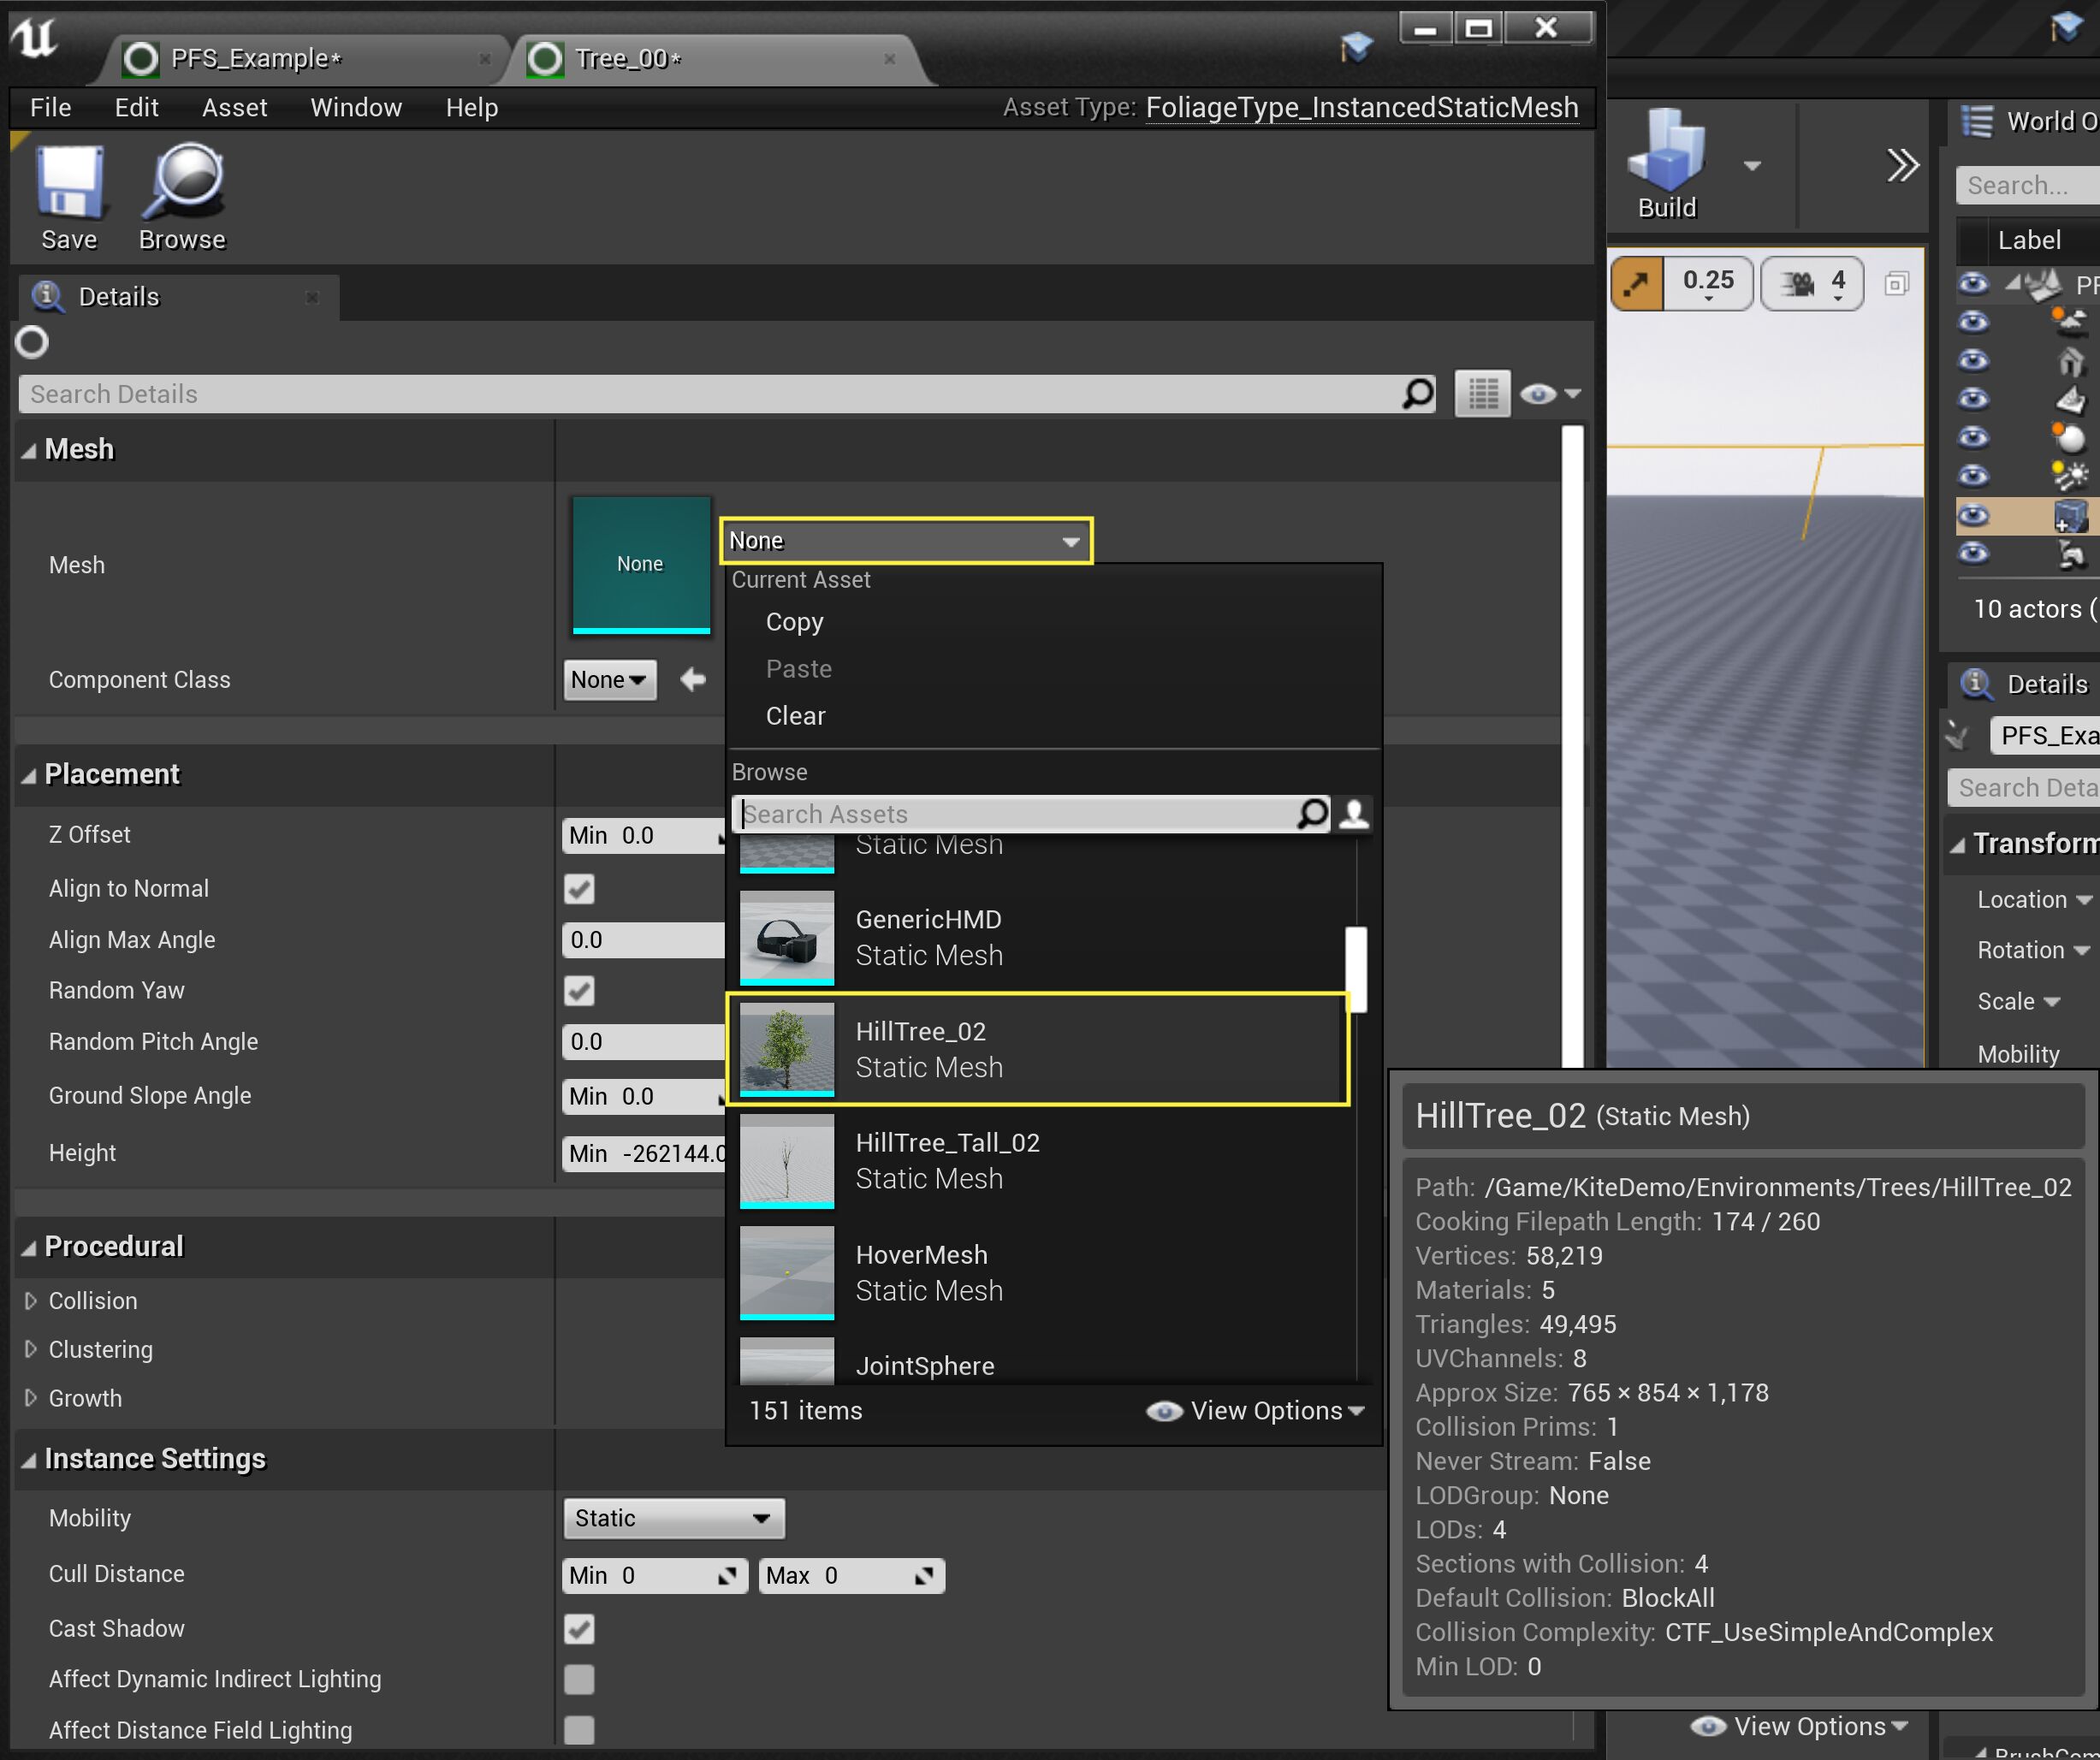 PFS_Example*
Tree_00*
File Edit Asset Window Help
Asset Type: FoliageType_InstancedStaticMesh
Save
Browse
Details
Search Details
Mesh
Mesh
None
None
Current Asset
Copy
Paste
Clear
Component Class
None
Browse
Search Assets
Static Mesh
GenericHMD
Static Mesh
HillTree_02
Static Mesh
HillTree_Tall_02
Static Mesh
HoverMesh
Static Mesh
JointSphere
151 items
View Options
Placement
Z Offset
Min 0.0
Align to Normal
Align Max Angle
0.0
Random Yaw
Random Pitch Angle
0.0
Ground Slope Angle
Min 0.0
Height
Min -262144.0
Procedural
Collision
Clustering
Growth
Instance Settings
Mobility
Static
Cull Distance
Min 0
Max 0
Cast Shadow
Affect Dynamic Indirect Lighting
Affect Distance Field Lighting
Build
0.25
4
World O
Search...
Label
PF
10 actors (
Details
PFS_Exa
Search Deta
Transform
Location
Rotation
Scale
Mobility
HillTree_02 (Static Mesh)
Path: /Game/KiteDemo/Environments/Trees/HillTree_02
Cooking Filepath Length: 174 / 260
Vertices: 58,219
Materials: 5
Triangles: 49,495
UVChannels: 8
Approx Size: 765 × 854 × 1,178
Collision Prims: 1
Never Stream: False
LODGroup: None
LODs: 4
Sections with Collision: 4
Default Collision: BlockAll
Collision Complexity: CTF_UseSimpleAndComplex
Min LOD: 0
View Options